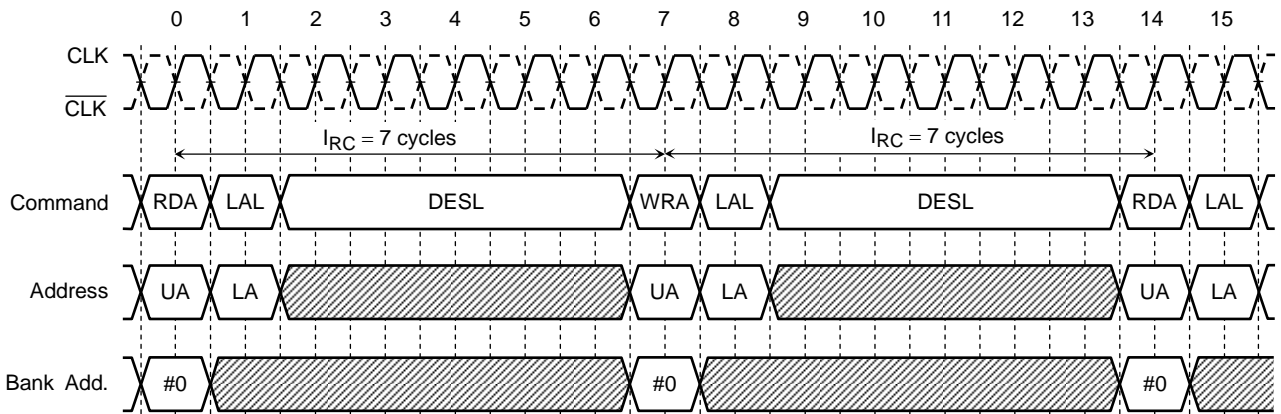 0 1 2 3 4 5 6 7 8 9 10 11 12 13 14 15
CLK
CLK
IRC = 7 cycles IRC = 7 cycles
Command RDA LAL DESL WRA LAL DESL RDA LAL
Address UA LA UA LA UA LA
Bank Add. #0 #0 #0